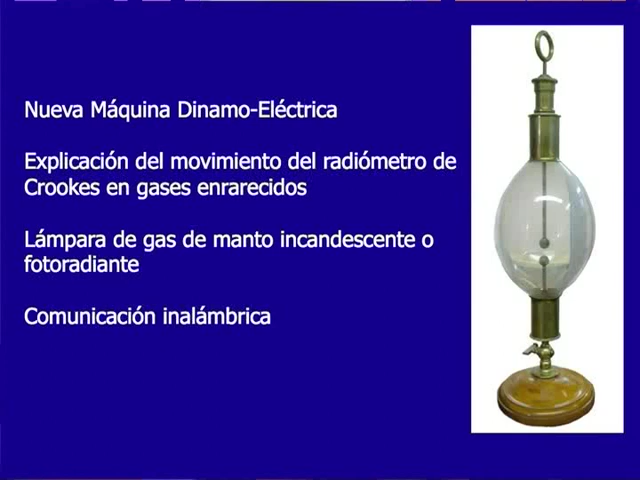 Nueva Máquina Dinamo-Eléctrica
Explicación del movimiento del radiómetro de
Crookes en gases enrarecidos
Lámpara de gas de manto incandescente o
fotoradiante
Comunicación inalámbrica